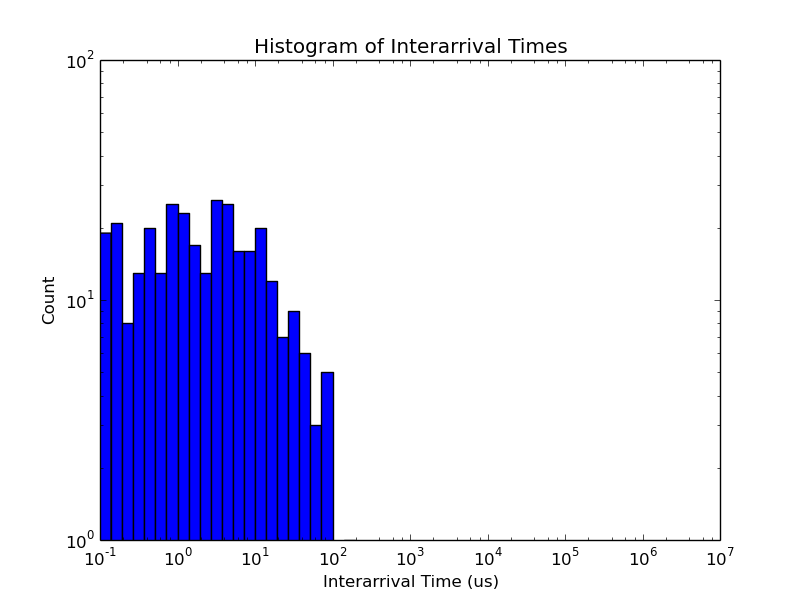 Histogram of Interarrival Times
10^2
10^1
10^0
Count
10^-1 10^0 10^1 10^2 10^3 10^4 10^5 10^6 10^7
Interarrival Time (us)